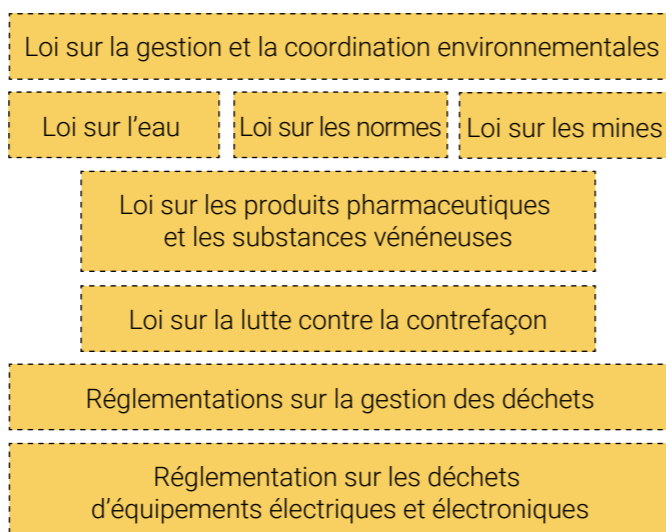 Loi sur la gestion et la coordination environnementales
Loi sur l’eau
Loi sur les normes
Loi sur les mines
Loi sur les produits pharmaceutiques
et les substances vénéneuses
Loi sur la lutte contre la contrefaçon
Réglementations sur la gestion des déchets
Réglementation sur les déchets
d’équipements électriques et électroniques